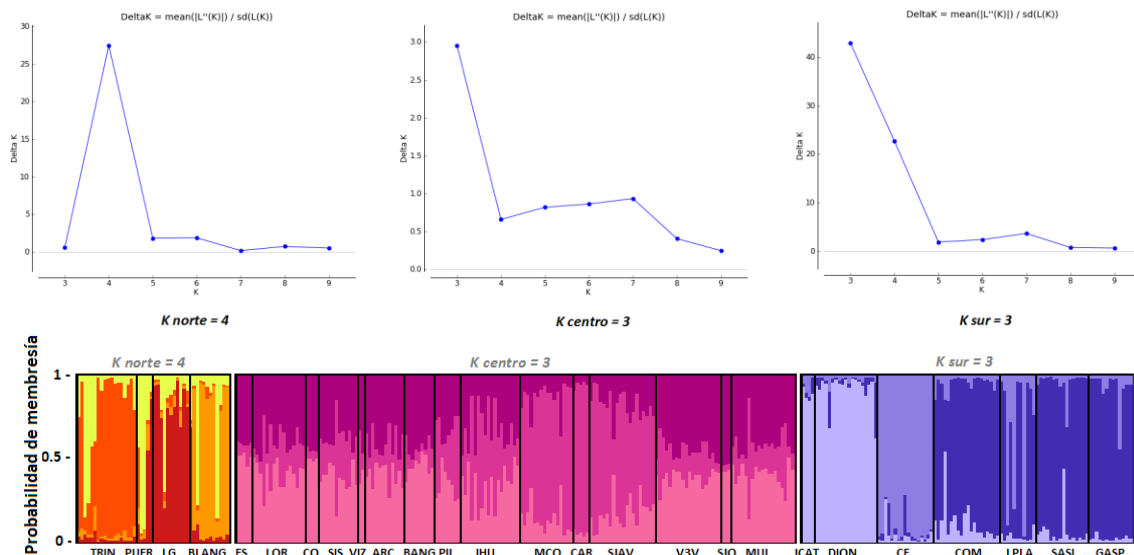 DeltaK = mean(|L''(K)|) / sd(L(K))
Delta K
30
25
20
15
10
5
0
3 4 5 6 7 8 9
K
K norte = 4
DeltaK = mean(|L''(K)|) / sd(L(K))
Delta K
3.0
2.5
2.0
1.5
1.0
0.5
0.0
3 4 5 6 7 8 9
K
K centro = 3
DeltaK = mean(|L''(K)|) / sd(L(K))
Delta K
40
30
20
10
0
3 4 5 6 7 8 9
K
K sur = 3
Probabilidad de membresía
1 -
0.5 -
0 -
K norte = 4 K centro = 3 K sur = 3
TRIN PUER LG BLANG ES LOR CO SIS VIZ ARC BANG PIL IHU MCO CAR SJAV V3V SJO MUL ICAT DION CE COM LPLA SASI GASP